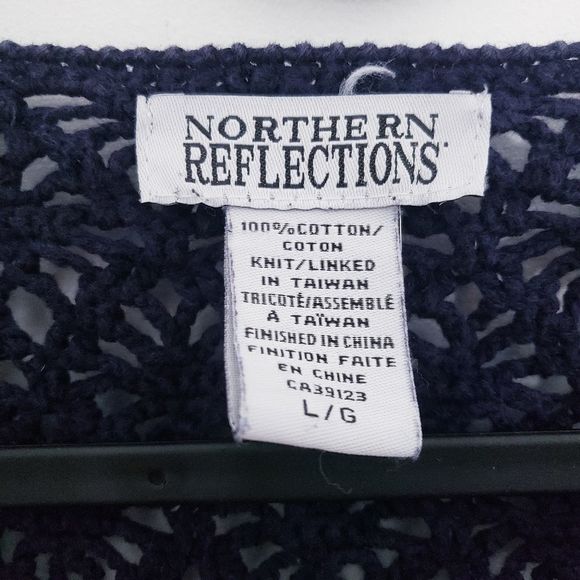 NORTHERN
REFLECTIONS
100%COTTON/
COTON
KNIT/LINKED
IN TAIWAN
TRICOTÉ/ASSEMBLÉ
À TAÏWAN
FINISHED IN CHINA
FINITION FAITE
EN CHINE
CA39123
L/G